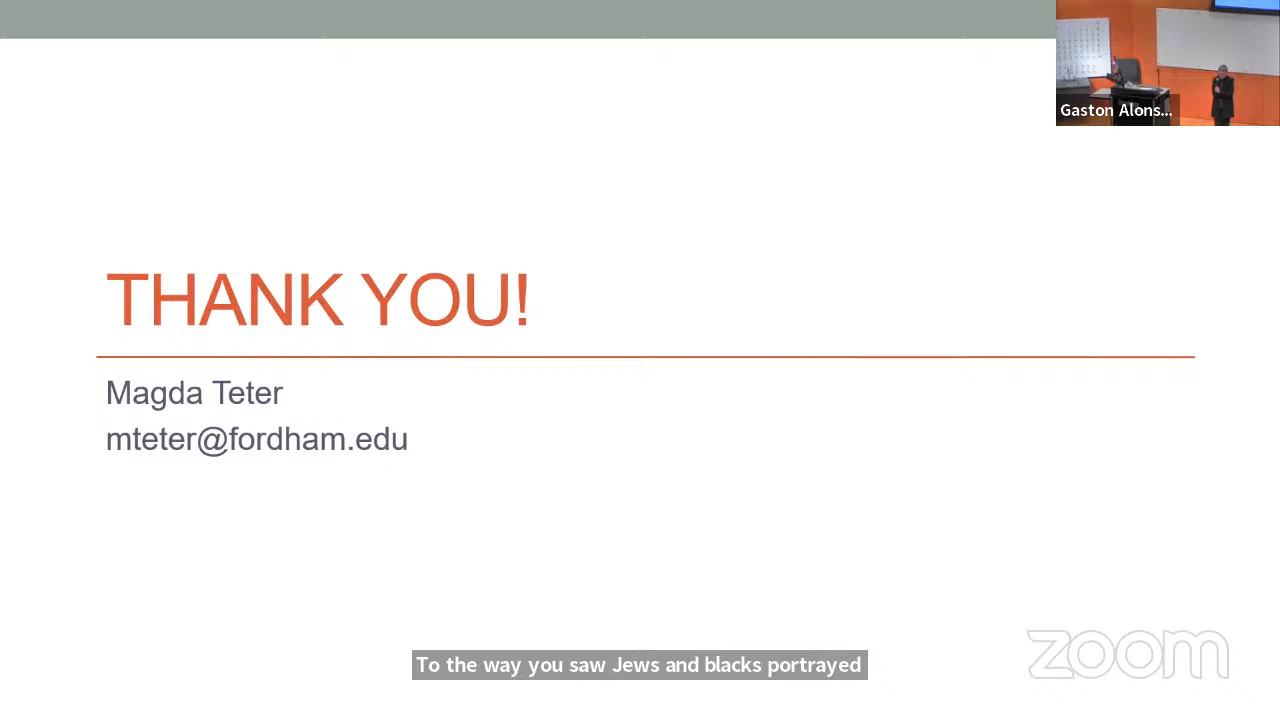 Gaston Alons...
THANK YOU!
Magda Teter
mteter@fordham.edu
To the way you saw Jews and blacks portrayed
zoom